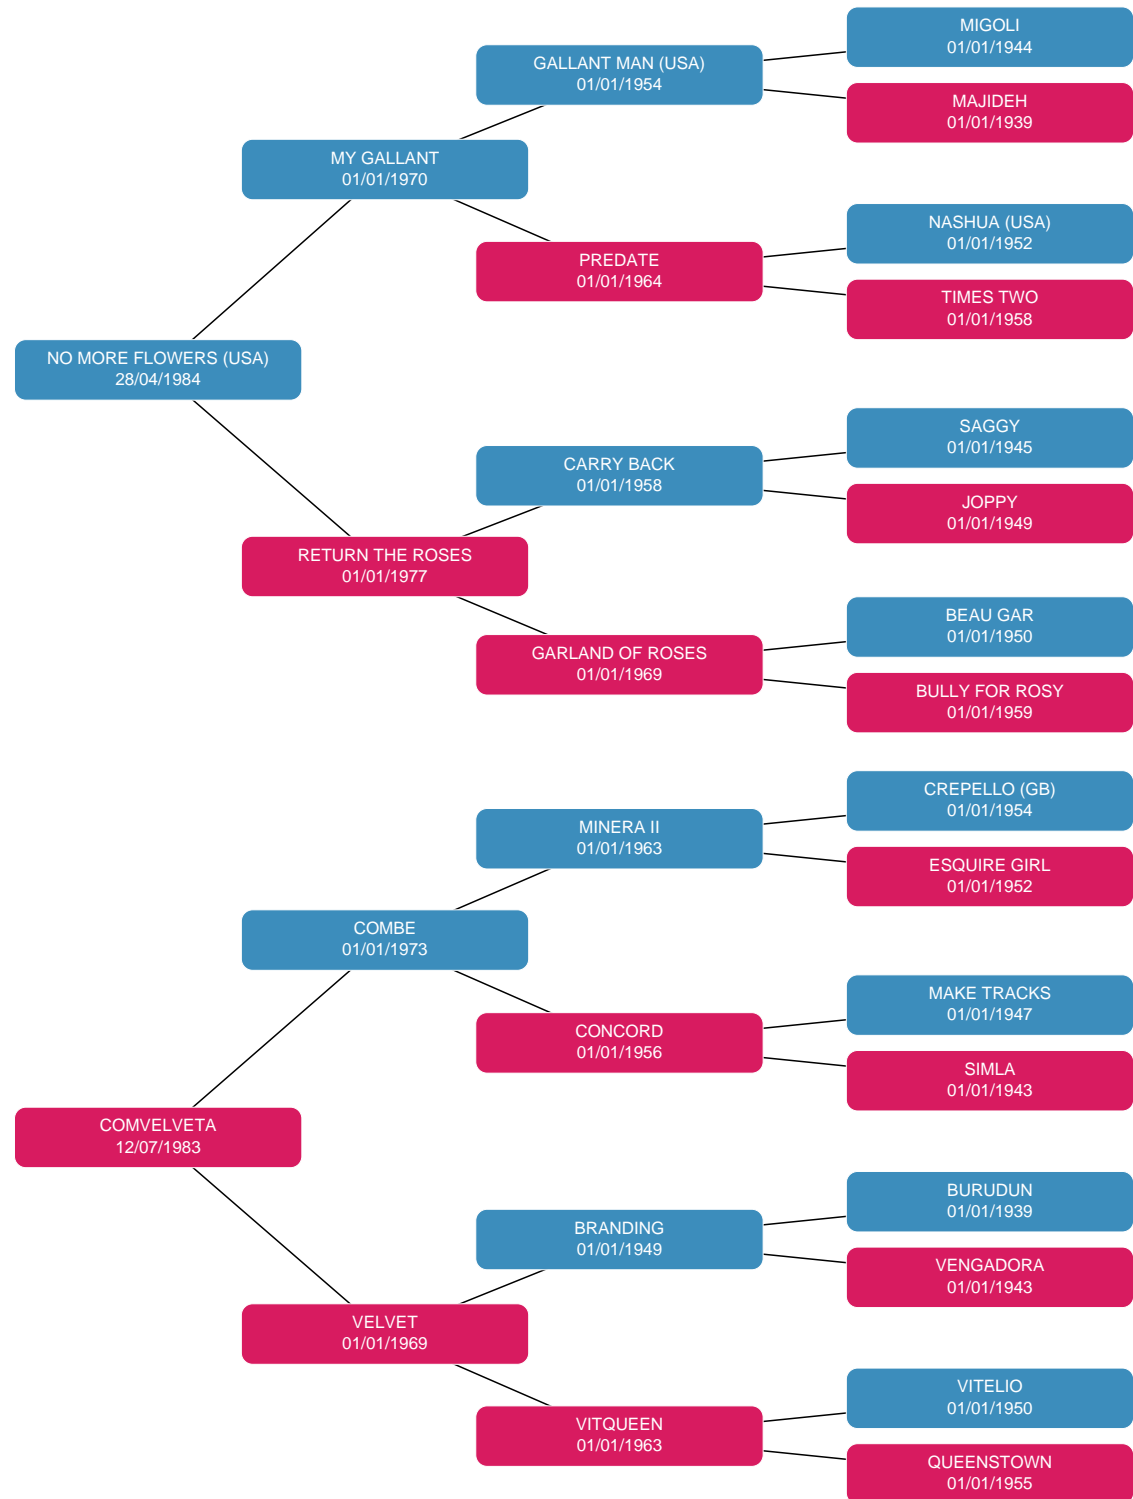 MIGOLI
01/01/1944
GALLANT MAN (USA)
01/01/1954
MAJIDEH
01/01/1939
MY GALLANT
01/01/1970
NASHUA (USA)
01/01/1952
PREDATE
01/01/1964
TIMES TWO
01/01/1958
NO MORE FLOWERS (USA)
28/04/1984
SAGGY
01/01/1945
CARRY BACK
01/01/1958
JOPPY
01/01/1949
RETURN THE ROSES
01/01/1977
BEAU GAR
01/01/1950
GARLAND OF ROSES
01/01/1969
BULLY FOR ROSY
01/01/1959
CREPELLO (GB)
01/01/1954
MINERA II
01/01/1963
ESQUIRE GIRL
01/01/1952
COMBE
01/01/1973
MAKE TRACKS
01/01/1947
CONCORD
01/01/1956
SIMLA
01/01/1943
COMVELVETA
12/07/1983
BURUDUN
01/01/1939
BRANDING
01/01/1949
VENGADORA
01/01/1943
VELVET
01/01/1969
VITELIO
01/01/1950
VITQUEEN
01/01/1963
QUEENSTOWN
01/01/1955